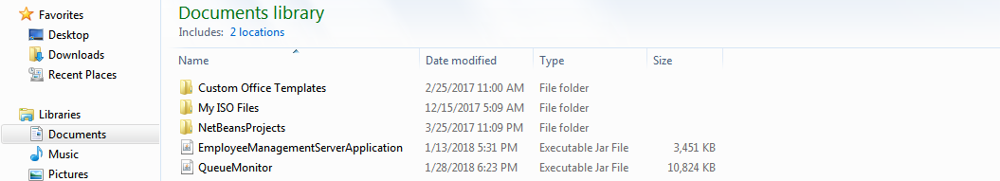 Favorites
Desktop
Downloads
Recent Places
Libraries
Documents
Music
Pictures
Documents library
Includes: 2 locations
Name Date modified Type Size
Custom Office Templates 2/25/2017 11:00 AM File folder
My ISO Files 12/15/2017 5:09 AM File folder
NetBeansProjects 3/25/2017 11:09 PM File folder
EmployeeManagementServerApplication 1/13/2018 5:31 PM Executable Jar File 3,451 KB
QueueMonitor 1/28/2018 6:23 PM Executable Jar File 10,824 KB